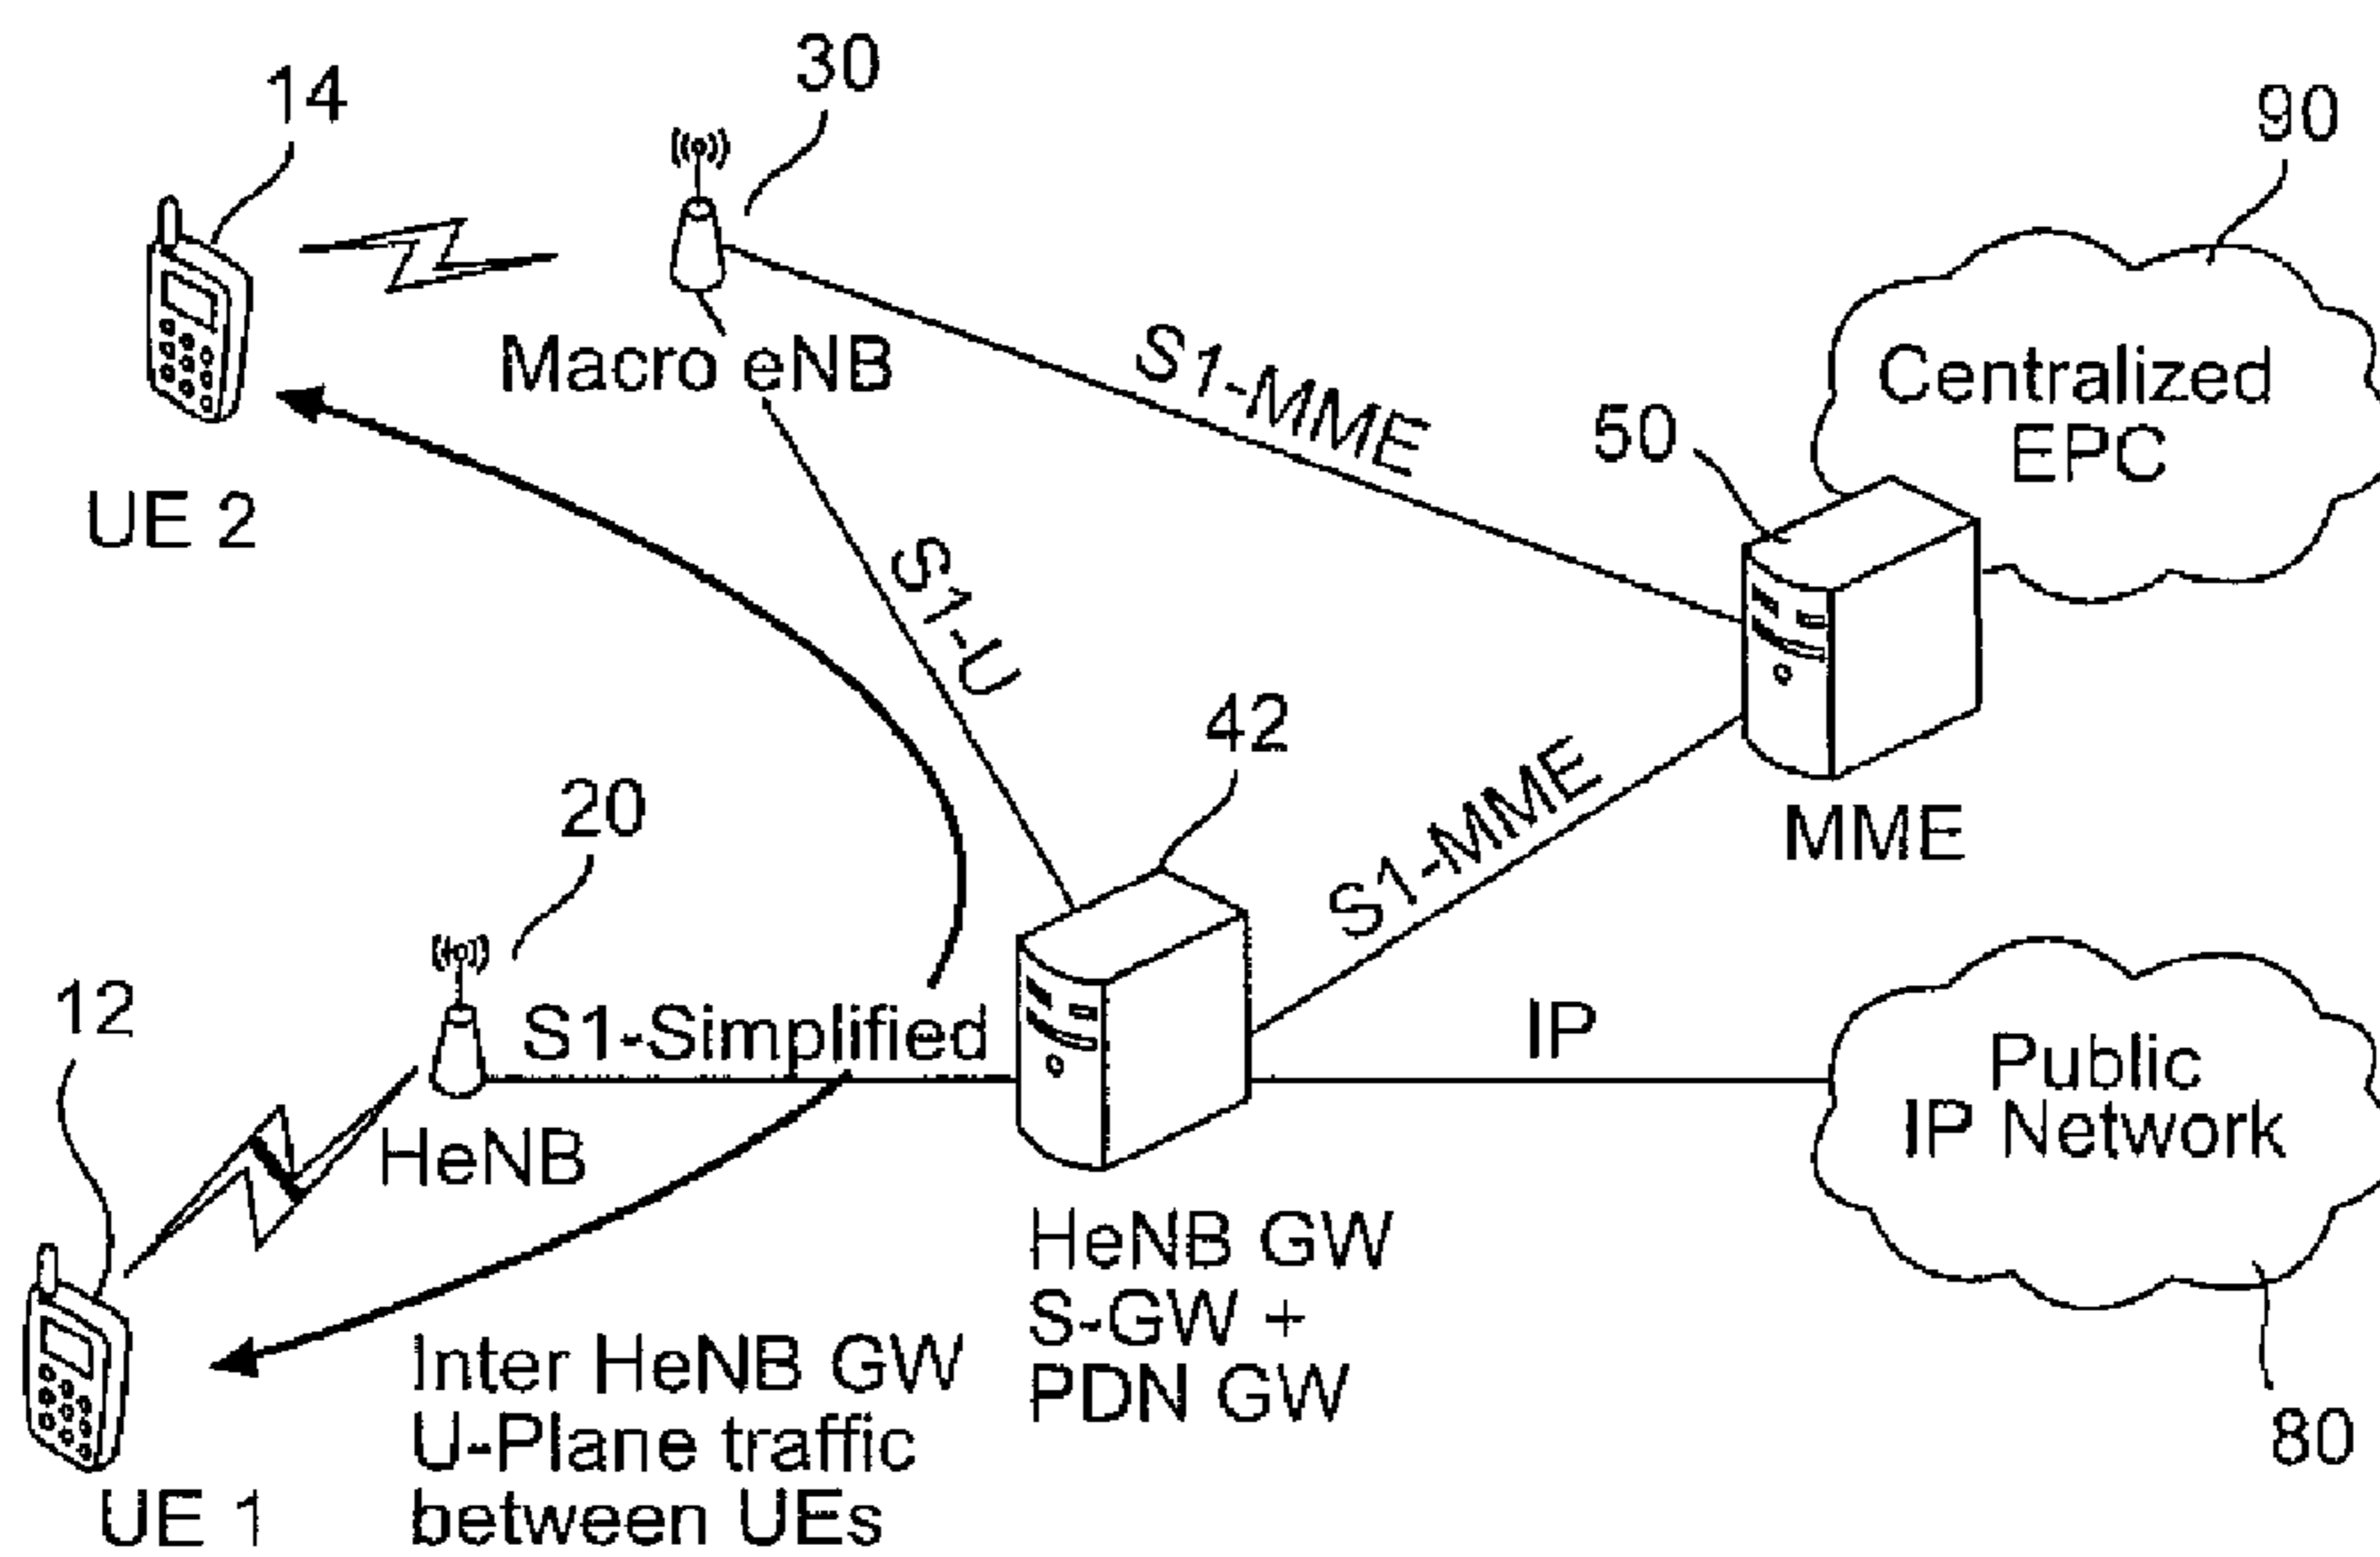 30
14
90
Macro eNB
S1-MME
Centralized
EPC
50
UE 2
S1-U
42
20
MME
S1-MME
12
S1-Simplified
IP
Public
IP Network
HeNB
HeNB GW
S-GW +
PDN GW
Inter HeNB GW
U-Plane traffic
between UEs
80
UE 1